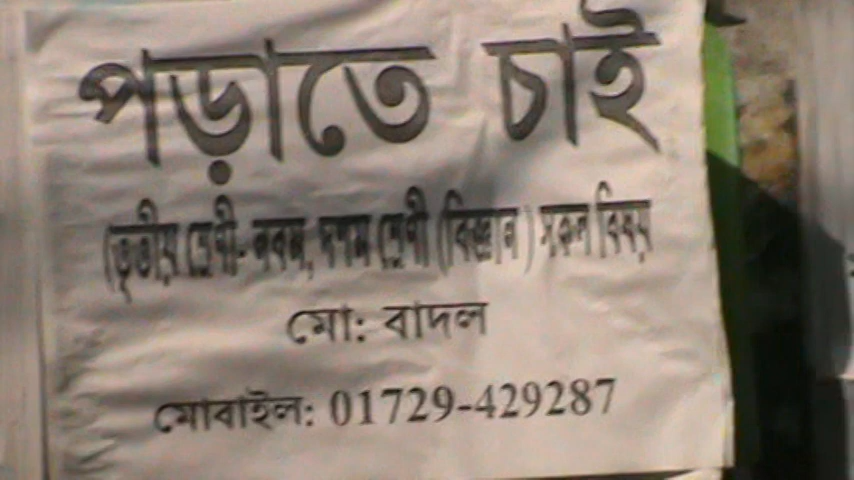 পড়াতে চাই
(তৃতীয় শ্রেণী- নবম, দশম শ্রেণী (বিজ্ঞান ) সকল বিষয়
মো: বাদল
মোবাইল: 01729-429287